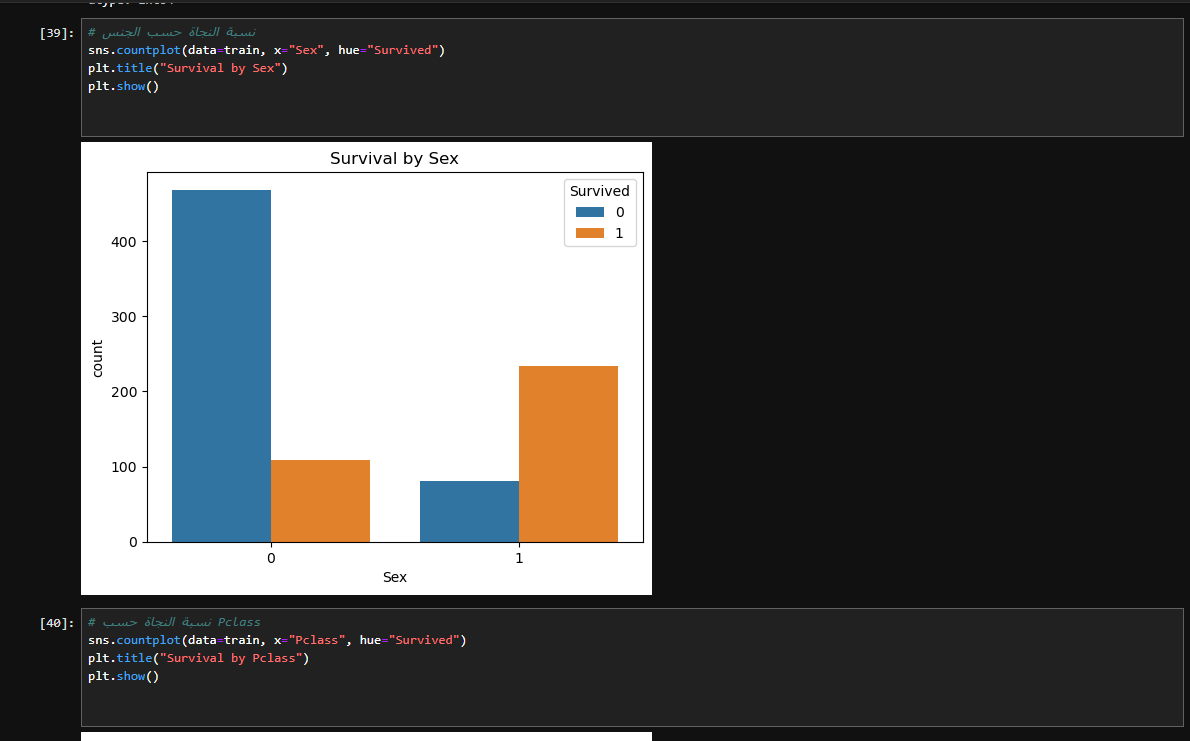 [39]:
# نسبة النجاة حسب الجنس
sns.countplot(data=train, x="Sex", hue="Survived")
plt.title("Survival by Sex")
plt.show()
Survival by Sex
Survived
0
1
400
300
200
100
0
count
0 1
Sex
[40]:
# نسبة النجاة حسب Pclass
sns.countplot(data=train, x="Pclass", hue="Survived")
plt.title("Survival by Pclass")
plt.show()